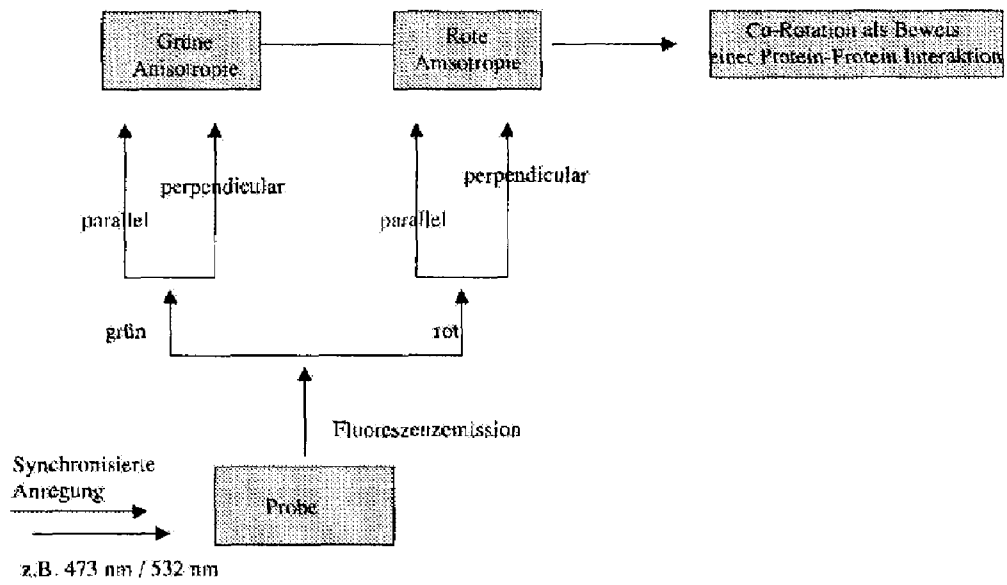 Grüne
Anisotropie
Rote
Anisotropie
Co-Rotation als Beweis
einer Protein-Protein Interaktion
parallel
perpendicular
parallel
perpendicular
grün
rot
Fluoreszenzemission
Synchronisierte
Anregung
Probe
z.B. 473 nm / 532 nm